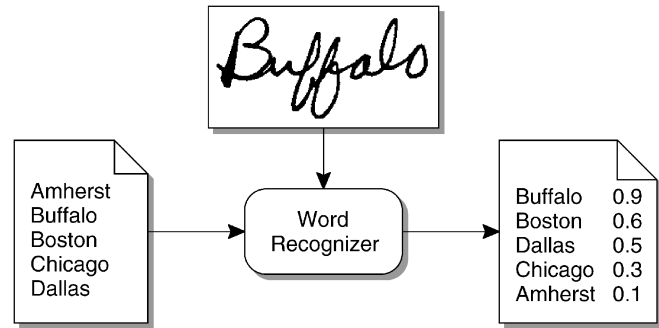 Buffalo
Amherst
Buffalo
Boston
Chicago
Dallas
Word
Recognizer
Buffalo 0.9
Boston 0.6
Dallas 0.5
Chicago 0.3
Amherst 0.1